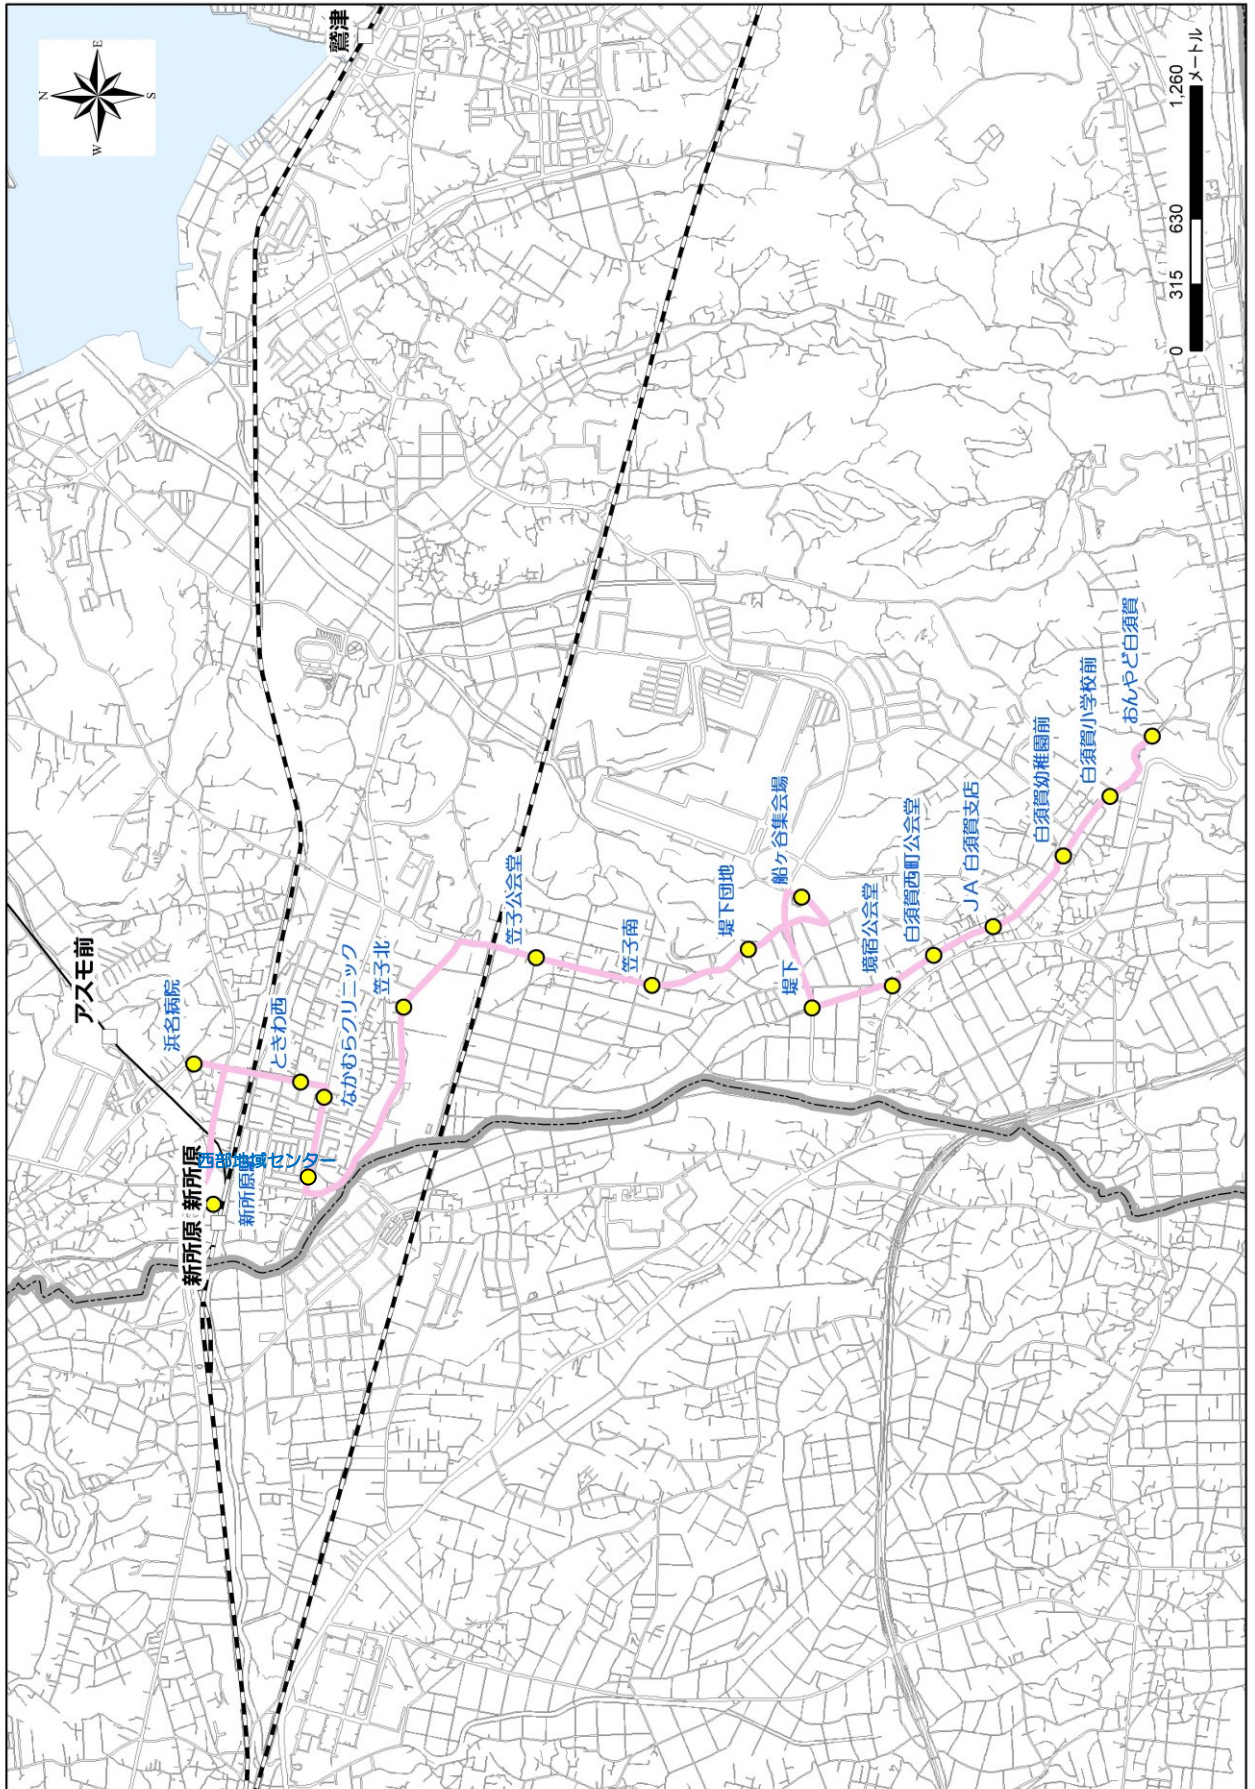 N
E
S
W
鷲津
アスモ前
浜名病院
新所原
新所原
新所原駅
西部地域センター
ときわ西
なかむらクリニック
笠子北
笠子公会堂
笠子南
堤下団地
船ヶ谷集会場
堤下
境宿公会堂
白須賀西町公会堂
JA 白須賀支店
白須賀幼稚園前
白須賀小学校前
おんやど白須賀
0 315 630 1,260
メートル